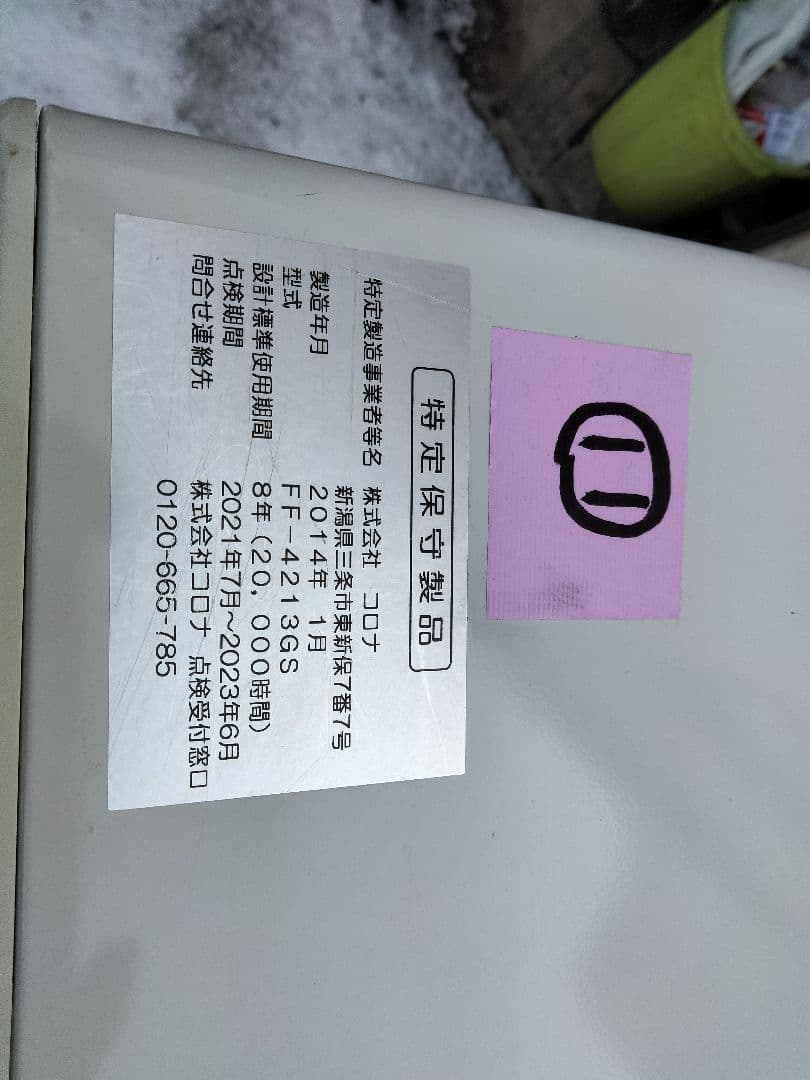 ⑪
特定保守製品
特定製造事業者等名 株式会社 コロナ
新潟県三条市東新保7番7号
製造年月 2014年 1月
型式 FF-4213GS
設計標準使用期間 8年(20,000時間)
点検期間 2021年7月~2023年6月
問合せ連絡先 株式会社コロナ 点検受付窓口
0120-665-785